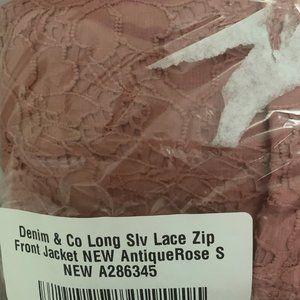 Denim & Co Long Slv Lace Zip
Front Jacket NEW AntiqueRose S
NEW A286345